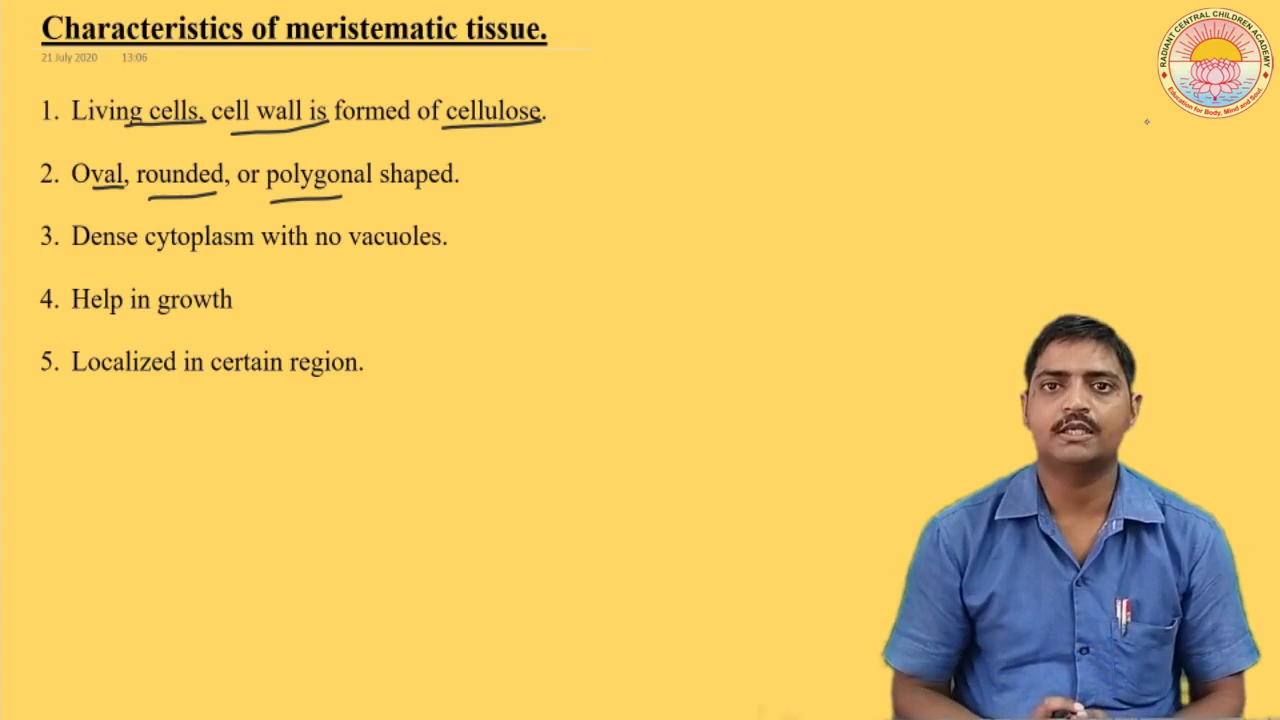 Characteristics of meristematic tissue.
21 July 2020 13:06
1. Living cells, cell wall is formed of cellulose.
2. Oval, rounded, or polygonal shaped.
3. Dense cytoplasm with no vacuoles.
4. Help in growth
5. Localized in certain region.
RADIANT CENTRAL CHILDREN ACADEMY
Education for Body, Mind and Soul